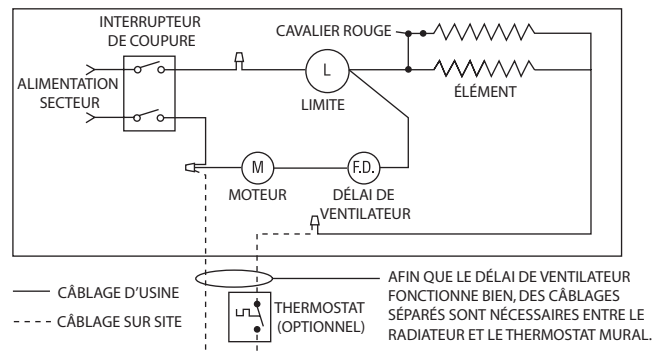 INTERRUPTEUR
DE COUPURE
CAVALIER ROUGE
ALIMENTATION
SECTEUR
L
LIMITE
ÉLÉMENT
M
MOTEUR
F.D.
DÉLAI DE
VENTILATEUR
CÂBLAGE D'USINE
CÂBLAGE SUR SITE
THERMOSTAT
(OPTIONNEL)
AFIN QUE LE DÉLAI DE VENTILATEUR
FONCTIONNE BIEN, DES CÂBLAGES
SÉPARÉS SONT NÉCESSAIRES ENTRE LE
RADIATEUR ET LE THERMOSTAT MURAL.